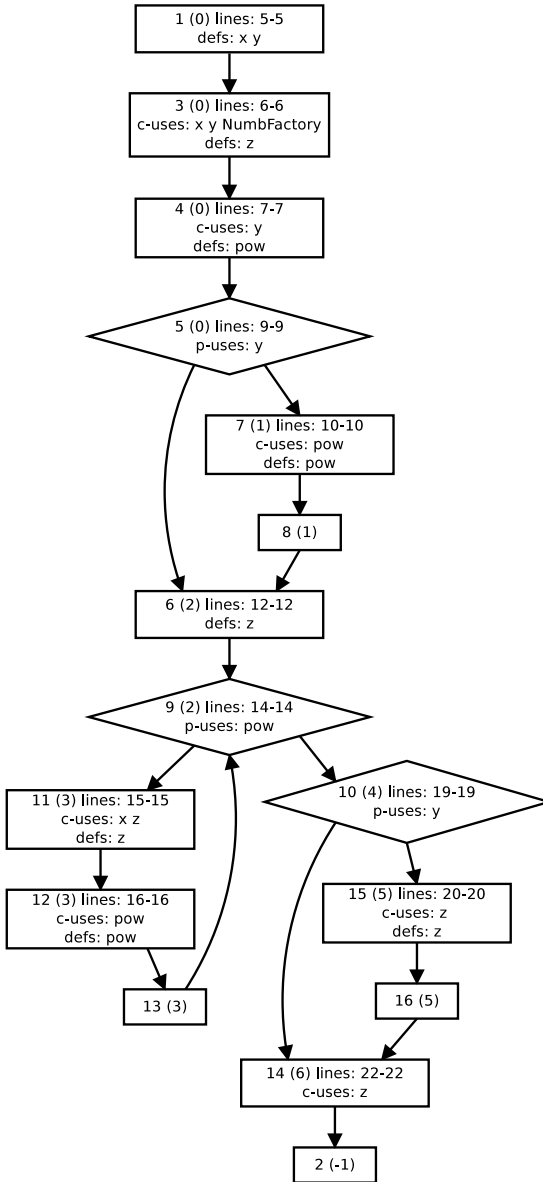 1 (0) lines: 5-5
defs: x y
3 (0) lines: 6-6
c-uses: x y NumbFactory
defs: z
4 (0) lines: 7-7
c-uses: y
defs: pow
5 (0) lines: 9-9
p-uses: y
7 (1) lines: 10-10
c-uses: pow
defs: pow
8 (1)
6 (2) lines: 12-12
defs: z
9 (2) lines: 14-14
p-uses: pow
11 (3) lines: 15-15
c-uses: x z
defs: z
10 (4) lines: 19-19
p-uses: y
12 (3) lines: 16-16
c-uses: pow
defs: pow
15 (5) lines: 20-20
c-uses: z
defs: z
13 (3)
16 (5)
14 (6) lines: 22-22
c-uses: z
2 (-1)